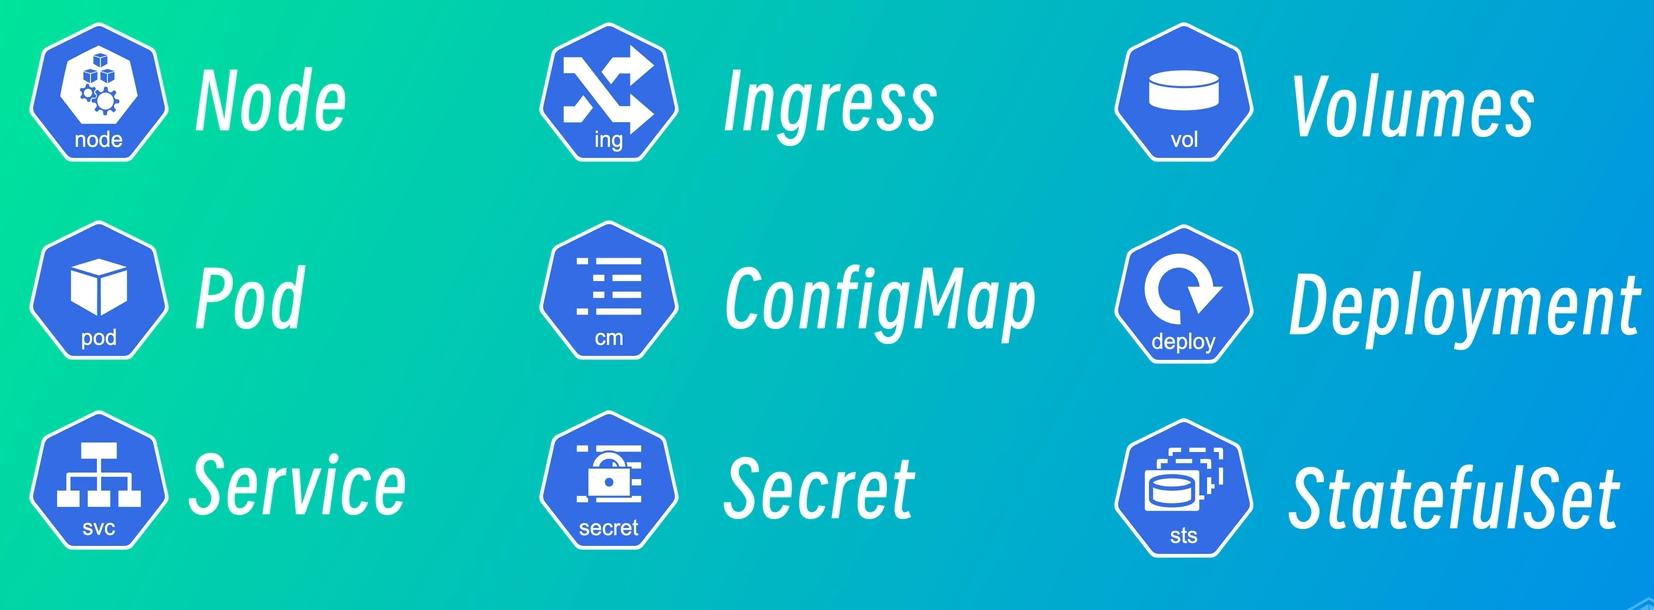 node Node
ing Ingress
vol Volumes
pod Pod
cm ConfigMap
deploy Deployment
svc Service
secret Secret
sts StatefulSet